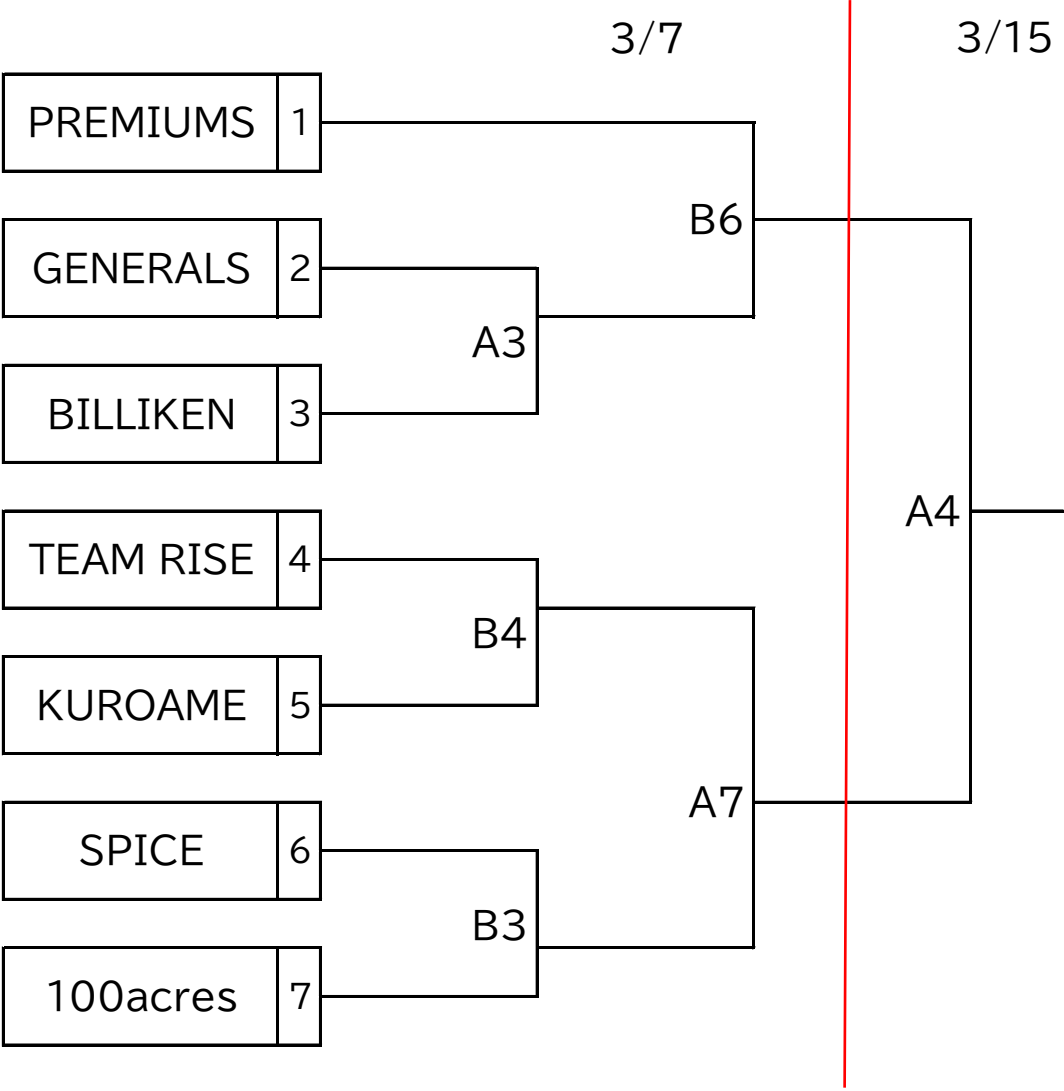 3/7 3/15
PREMIUMS 1
B6
GENERALS 2
A3
BILLIKEN 3
A4
TEAM RISE 4
B4
KUROAME 5
A7
SPICE 6
B3
100acres 7